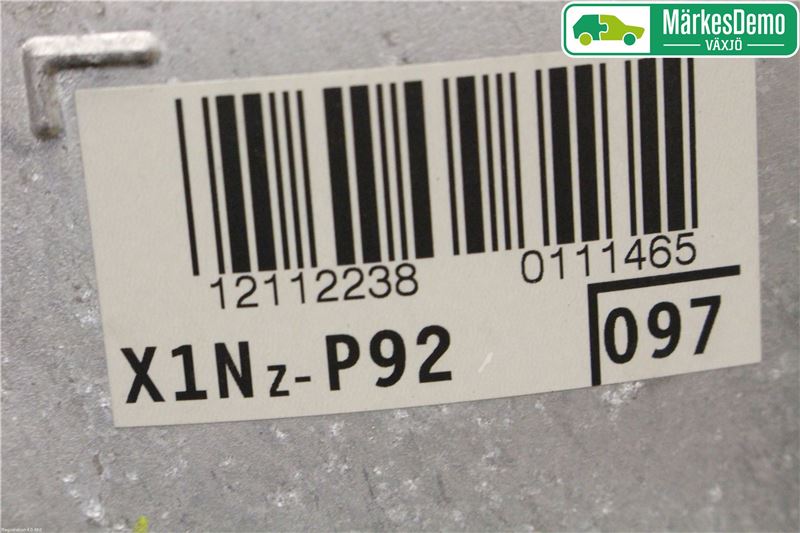 MärkesDemo
VÄXJÖ
12112238 0111465
X1Nz-P92
097